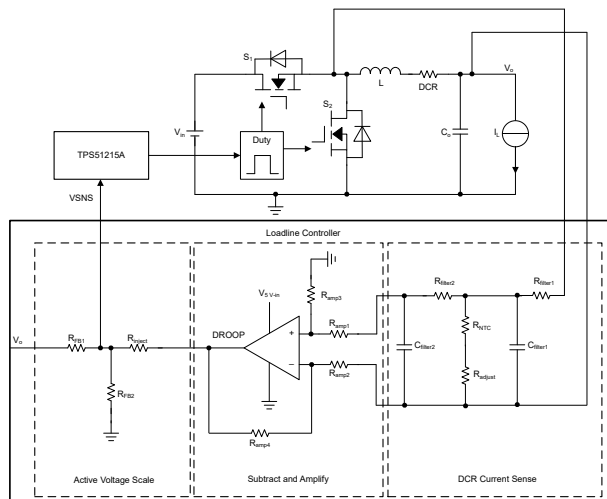 S1
L
DCR
Vo
S2
Vin
Duty
Co
IL
TPS51215A
VSNS
Loadline Controller
V5 V-in
Ramp3
Rfilter2
Rfilter1
DROOP
+
Ramp1
RNTC
Vo
RFB1
Rinject
Cfilter2
Cfilter1
–
Ramp2
Radjust
RFB2
Ramp4
Active Voltage Scale
Subtract and Amplify
DCR Current Sense